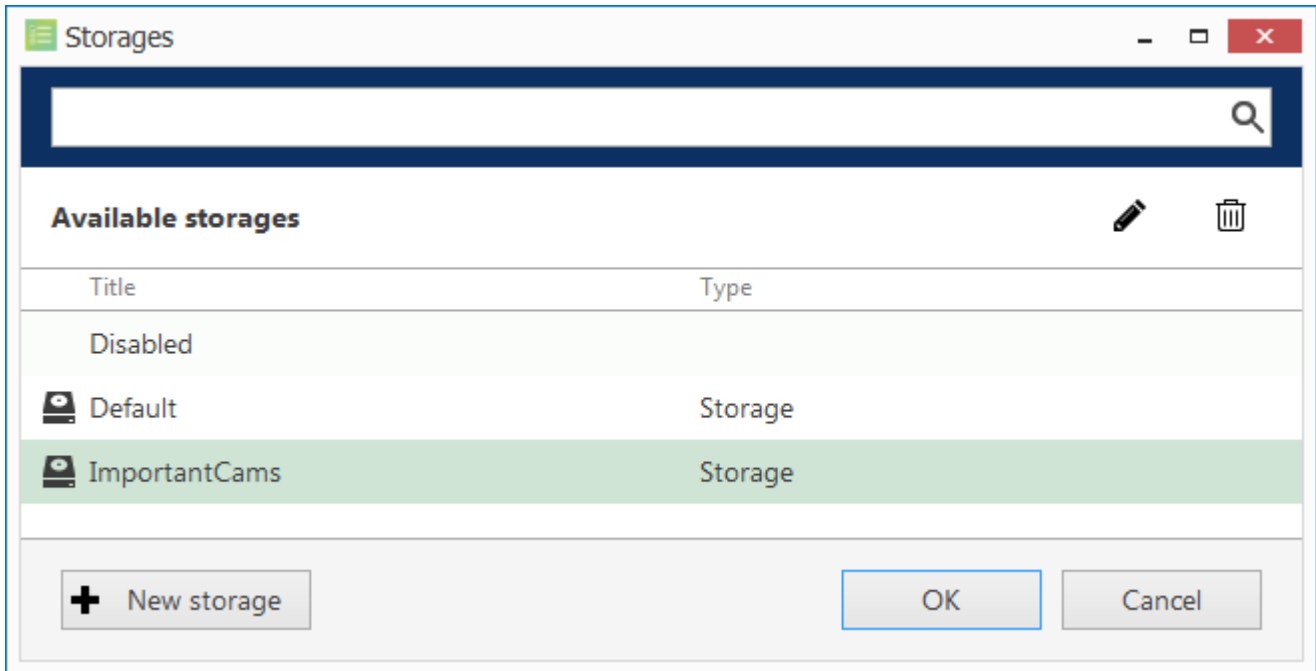 Storages
Available storages
Title Type
Disabled
Default Storage
ImportantCams Storage
New storage OK Cancel